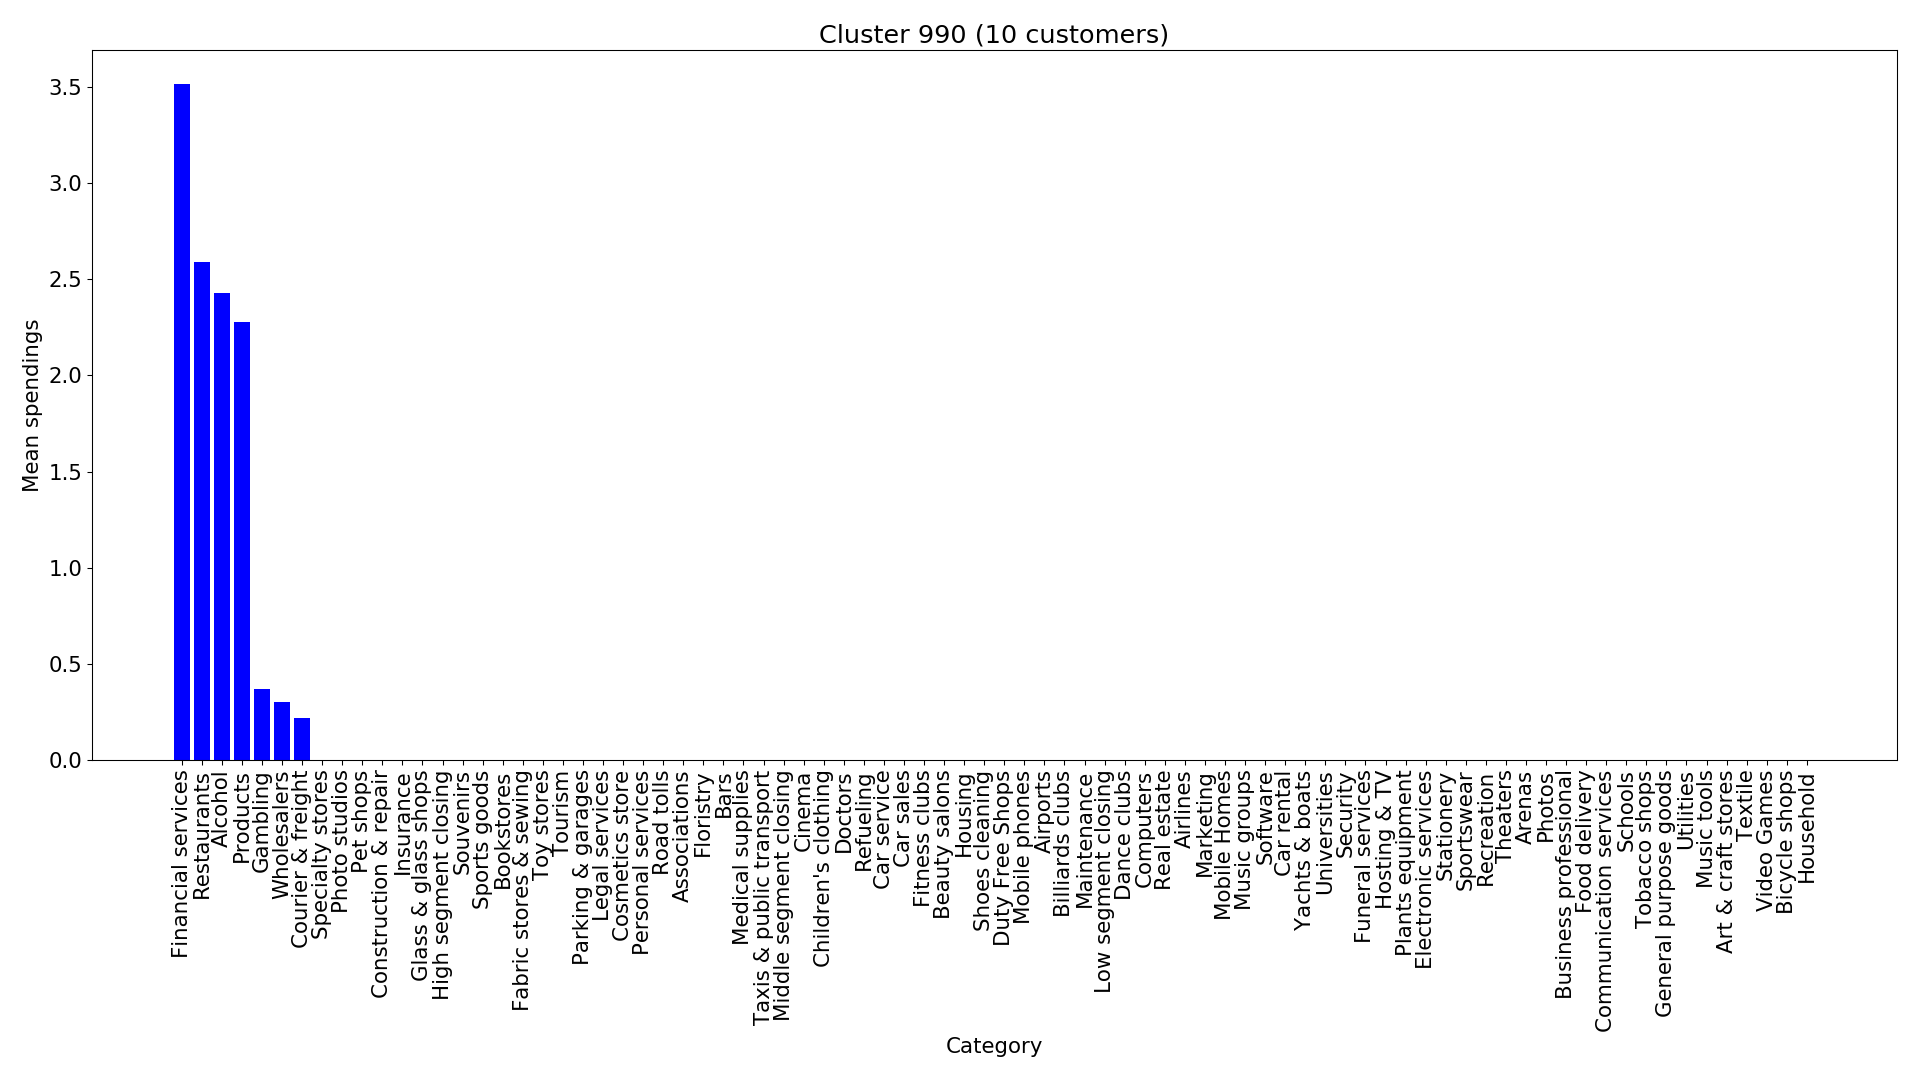 Cluster 990 (10 customers)
3.5
3.0
2.5
2.0
1.5
1.0
0.5
0.0
Mean spendings
Financial services
Restaurants
Alcohol
Products
Gambling
Wholesalers
Courier & freight
Specialty stores
Photo studios
Pet shops
Construction & repair
Insurance
Glass & glass shops
High segment closing
Souvenirs
Sports goods
Bookstores
Fabric stores & sewing
Toy stores
Tourism
Parking & garages
Legal services
Cosmetics store
Personal services
Road tolls
Associations
Floristry
Bars
Medical supplies
Taxis & public transport
Middle segment closing
Cinema
Children's clothing
Doctors
Refueling
Car service
Car sales
Fitness clubs
Beauty salons
Housing
Shoes cleaning
Duty Free Shops
Mobile phones
Airports
Billiards clubs
Maintenance
Low segment closing
Dance clubs
Computers
Real estate
Airlines
Marketing
Mobile Homes
Music groups
Software
Car rental
Yachts & boats
Universities
Security
Funeral services
Hosting & TV
Plants equipment
Electronic services
Stationery
Sportswear
Recreation
Theaters
Arenas
Photos
Business professional
Food delivery
Communication services
Schools
Tobacco shops
General purpose goods
Utilities
Music tools
Art & craft stores
Textile
Video Games
Bicycle shops
Household
Category